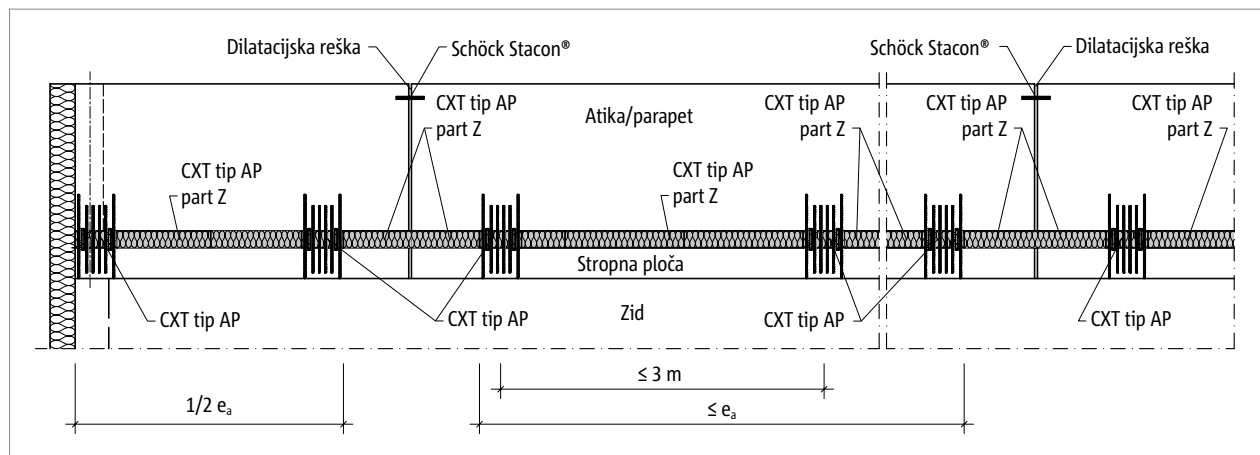 Dilatacijska reška
Schöck Stacon®
Schöck Stacon®
Dilatacijska reška
CXT tip AP
part Z
Atika/parapet
CXT tip AP
part Z
CXT tip AP
part Z
CXT tip AP
part Z
CXT tip AP
part Z
CXT tip AP
part Z
Stropna ploča
CXT tip AP
CXT tip AP
Zid
CXT tip AP
CXT tip AP
≤ 3 m
1/2 eₐ
≤ eₐ